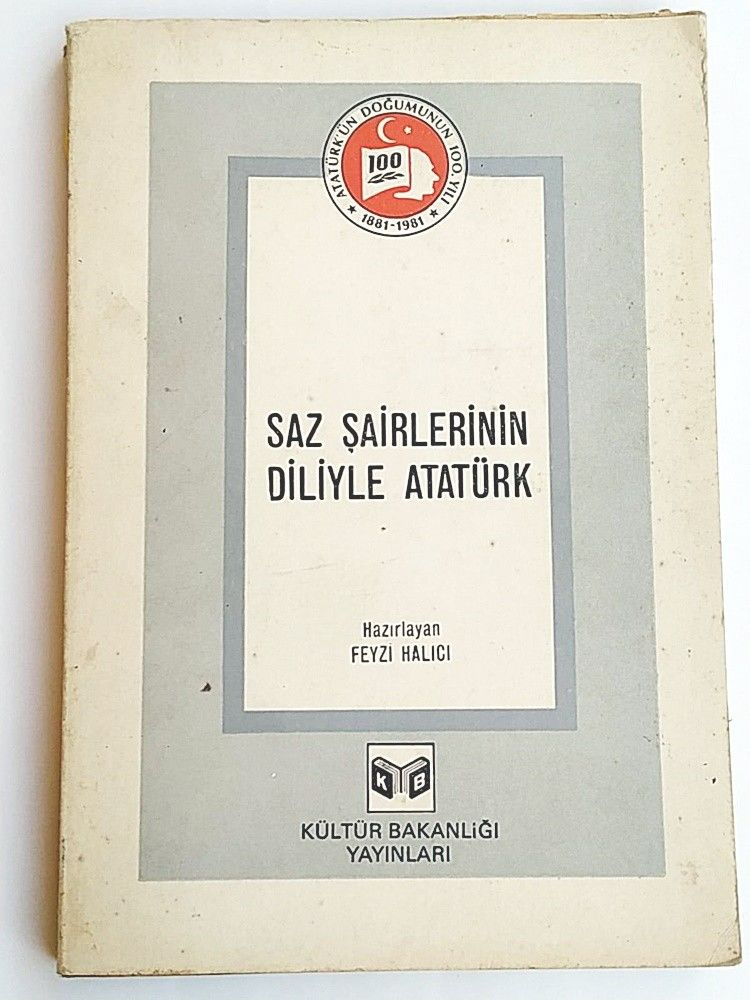 ATATÜRK'ÜN DOĞUMUNUN 100. YILI
100
★ 1881-1981 ★
SAZ ŞAİRLERİNİN
DİLİYLE ATATÜRK
Hazırlayan
FEYZİ HALICI
K B
KÜLTÜR BAKANLiĞI
YAYINLARI